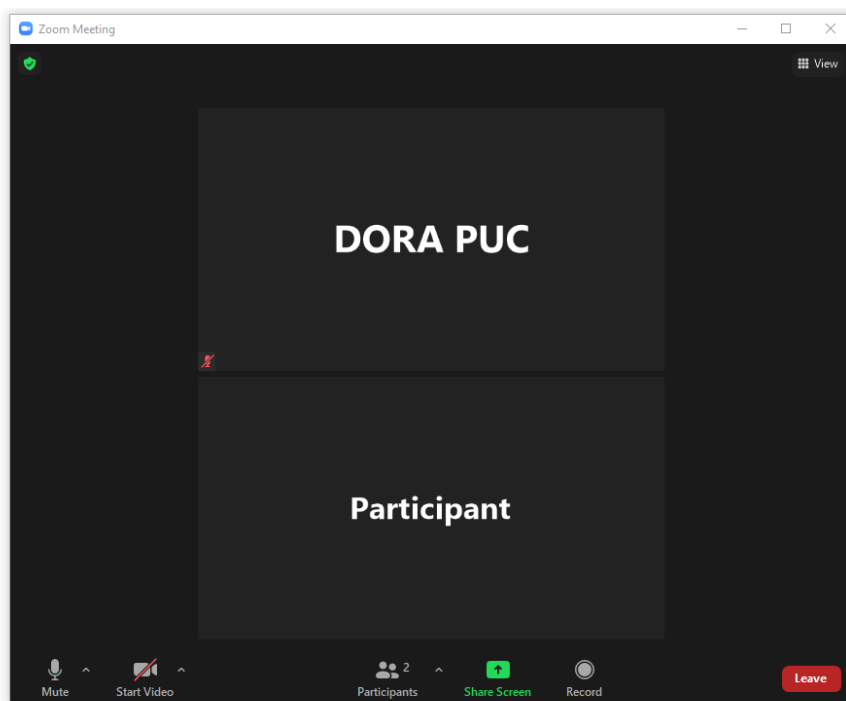 Zoom Meeting
View
DORA PUC
Participant
2
Mute
Start Video
Participants
Share Screen
Record
Leave